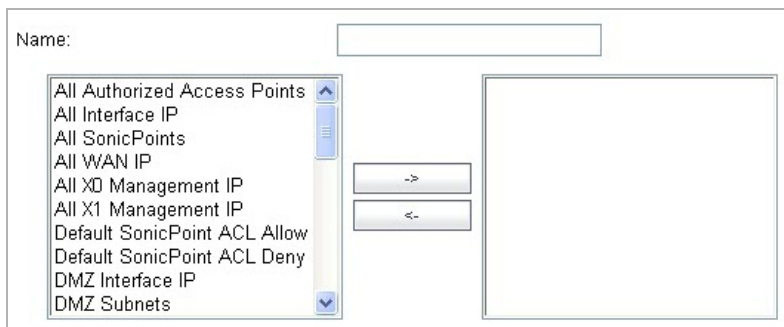 Name:
All Authorized Access Points
All Interface IP
All SonicPoints
All WAN IP
All X0 Management IP
All X1 Management IP
Default SonicPoint ACL Allow
Default SonicPoint ACL Deny
DMZ Interface IP
DMZ Subnets
->
<-